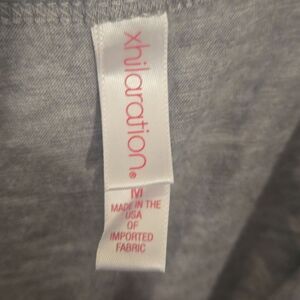 xhilaration®
M
MADE IN THE
USA
OF
IMPORTED
FABRIC